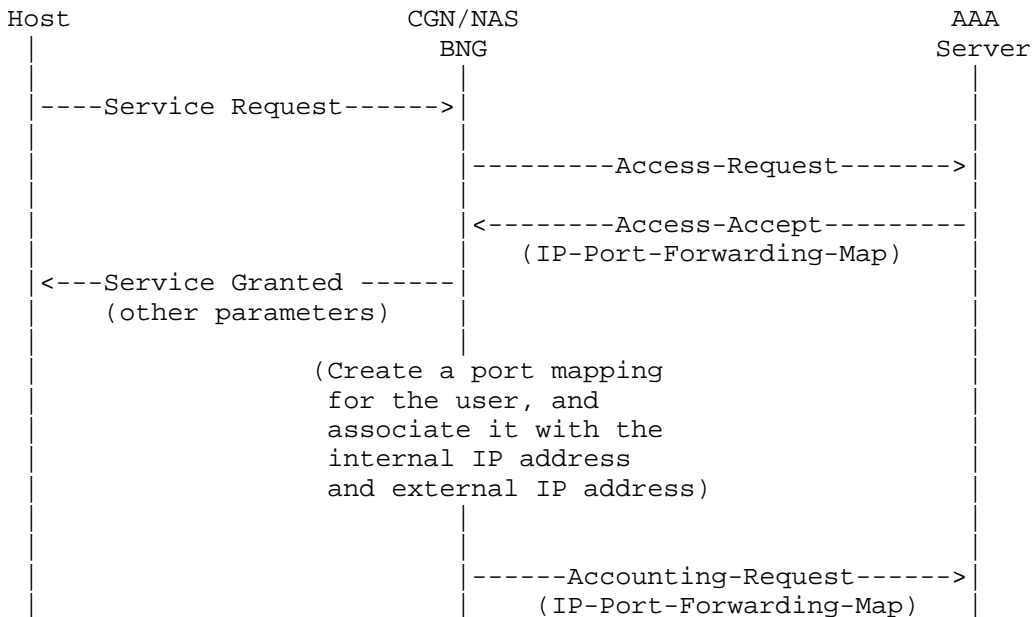 Host CGN/NAS AAA
BNG Server
----Service Request------>
---------Access-Request------->
<--------Access-Accept---------
(IP-Port-Forwarding-Map)
<---Service Granted ------
(other parameters)
(Create a port mapping
for the user, and
associate it with the
internal IP address
and external IP address)
------Accounting-Request------>
(IP-Port-Forwarding-Map)